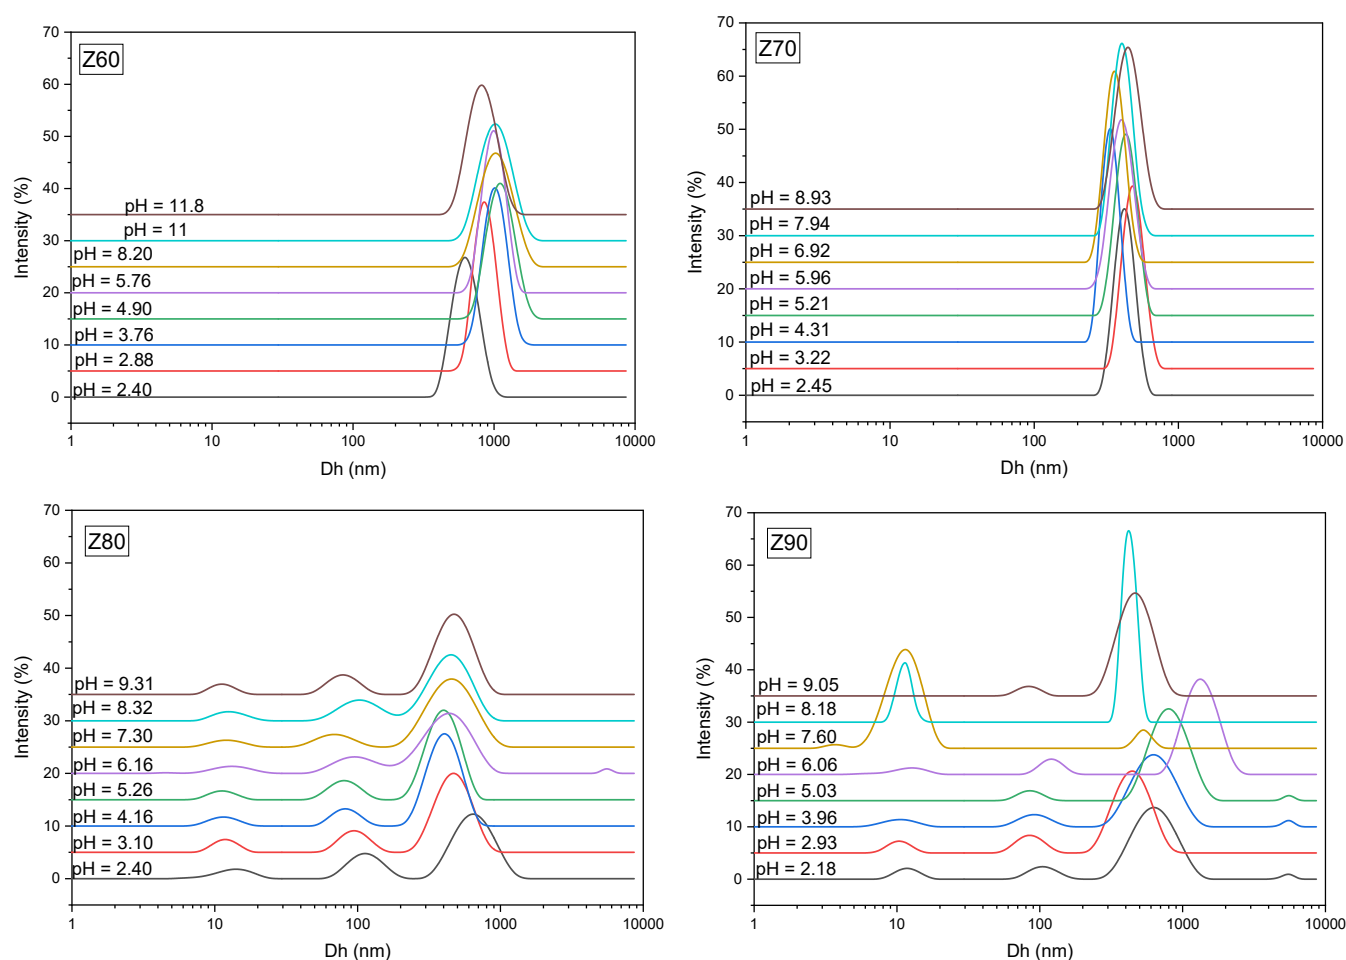 Z60
70
60
50
40
30
20
10
0
Intensity (%)
pH = 11.8
pH = 11
pH = 8.20
pH = 5.76
pH = 4.90
pH = 3.76
pH = 2.88
pH = 2.40
1 10 100 1000 10000
Dh (nm)
Z70
70
60
50
40
30
20
10
0
Intensity (%)
pH = 8.93
pH = 7.94
pH = 6.92
pH = 5.96
pH = 5.21
pH = 4.31
pH = 3.22
pH = 2.45
1 10 100 1000 10000
Dh (nm)
Z80
70
60
50
40
30
20
10
0
Intensity (%)
pH = 9.31
pH = 8.32
pH = 7.30
pH = 6.16
pH = 5.26
pH = 4.16
pH = 3.10
pH = 2.40
1 10 100 1000 10000
Dh (nm)
Z90
70
60
50
40
30
20
10
0
Intensity (%)
pH = 9.05
pH = 8.18
pH = 7.60
pH = 6.06
pH = 5.03
pH = 3.96
pH = 2.93
pH = 2.18
1 10 100 1000 10000
Dh (nm)